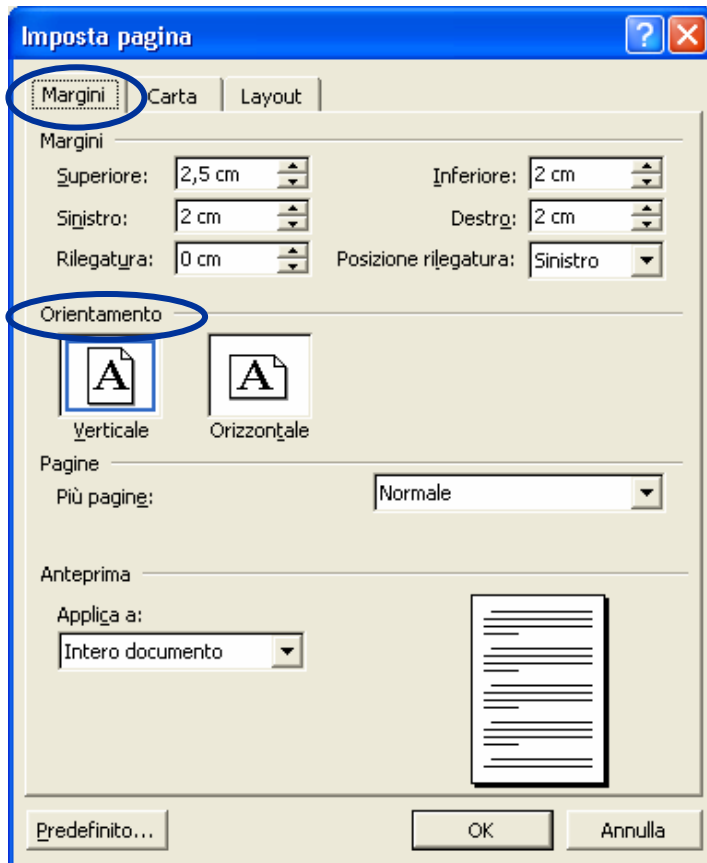 Imposta pagina
Margini Carta Layout
Margini
Superiore: 2,5 cm Inferiore: 2 cm
Sinistro: 2 cm Destro: 2 cm
Rilegatura: 0 cm Posizione rilegatura: Sinistro
Orientamento
A A
Verticale Orizzontale
Pagine
Più pagine: Normale
Anteprima
Applica a:
Intero documento
Predefinito... OK Annulla